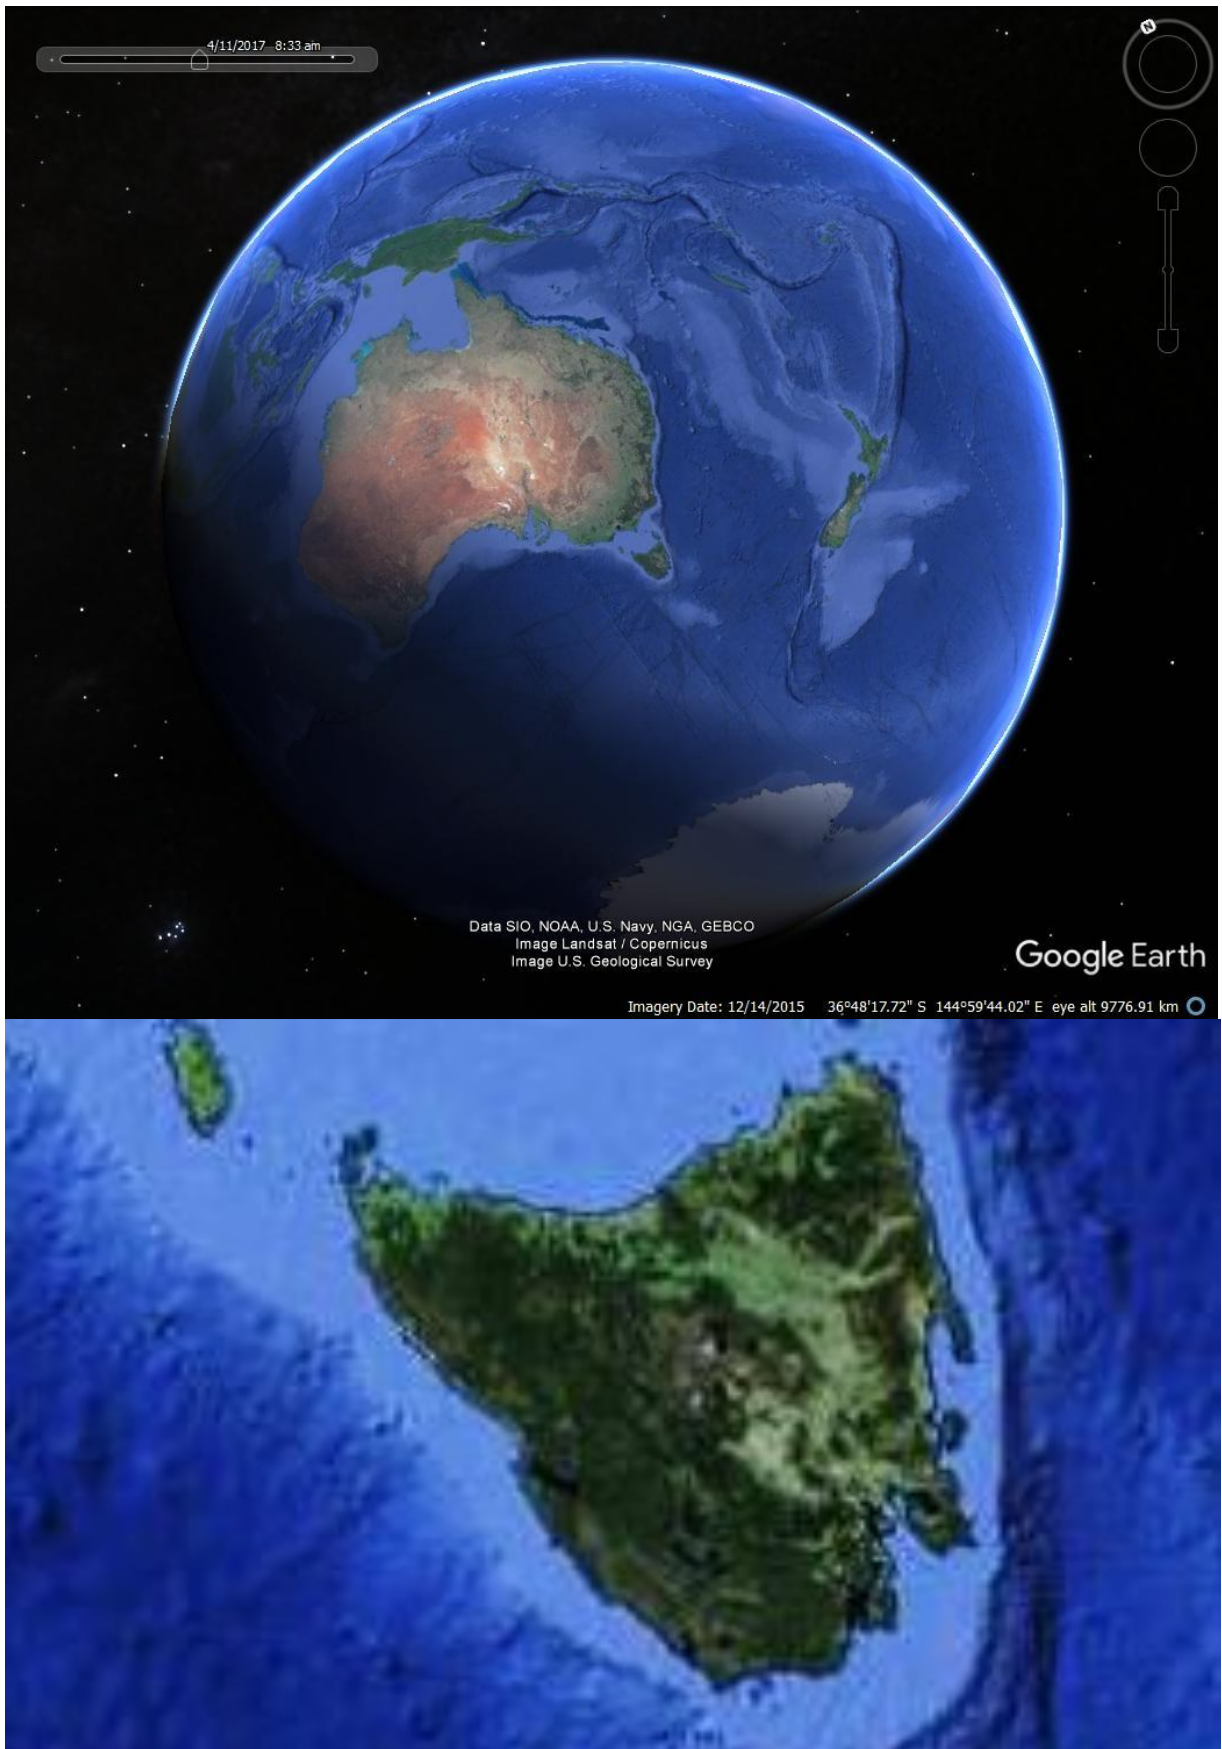 4/11/2017 8:33 am
N
Data SIO, NOAA, U.S. Navy, NGA, GEBCO
Image Landsat / Copernicus
Image U.S. Geological Survey
Google Earth
Imagery Date: 12/14/2015 36°48'17.72" S 144°59'44.02" E eye alt 9776.91 km